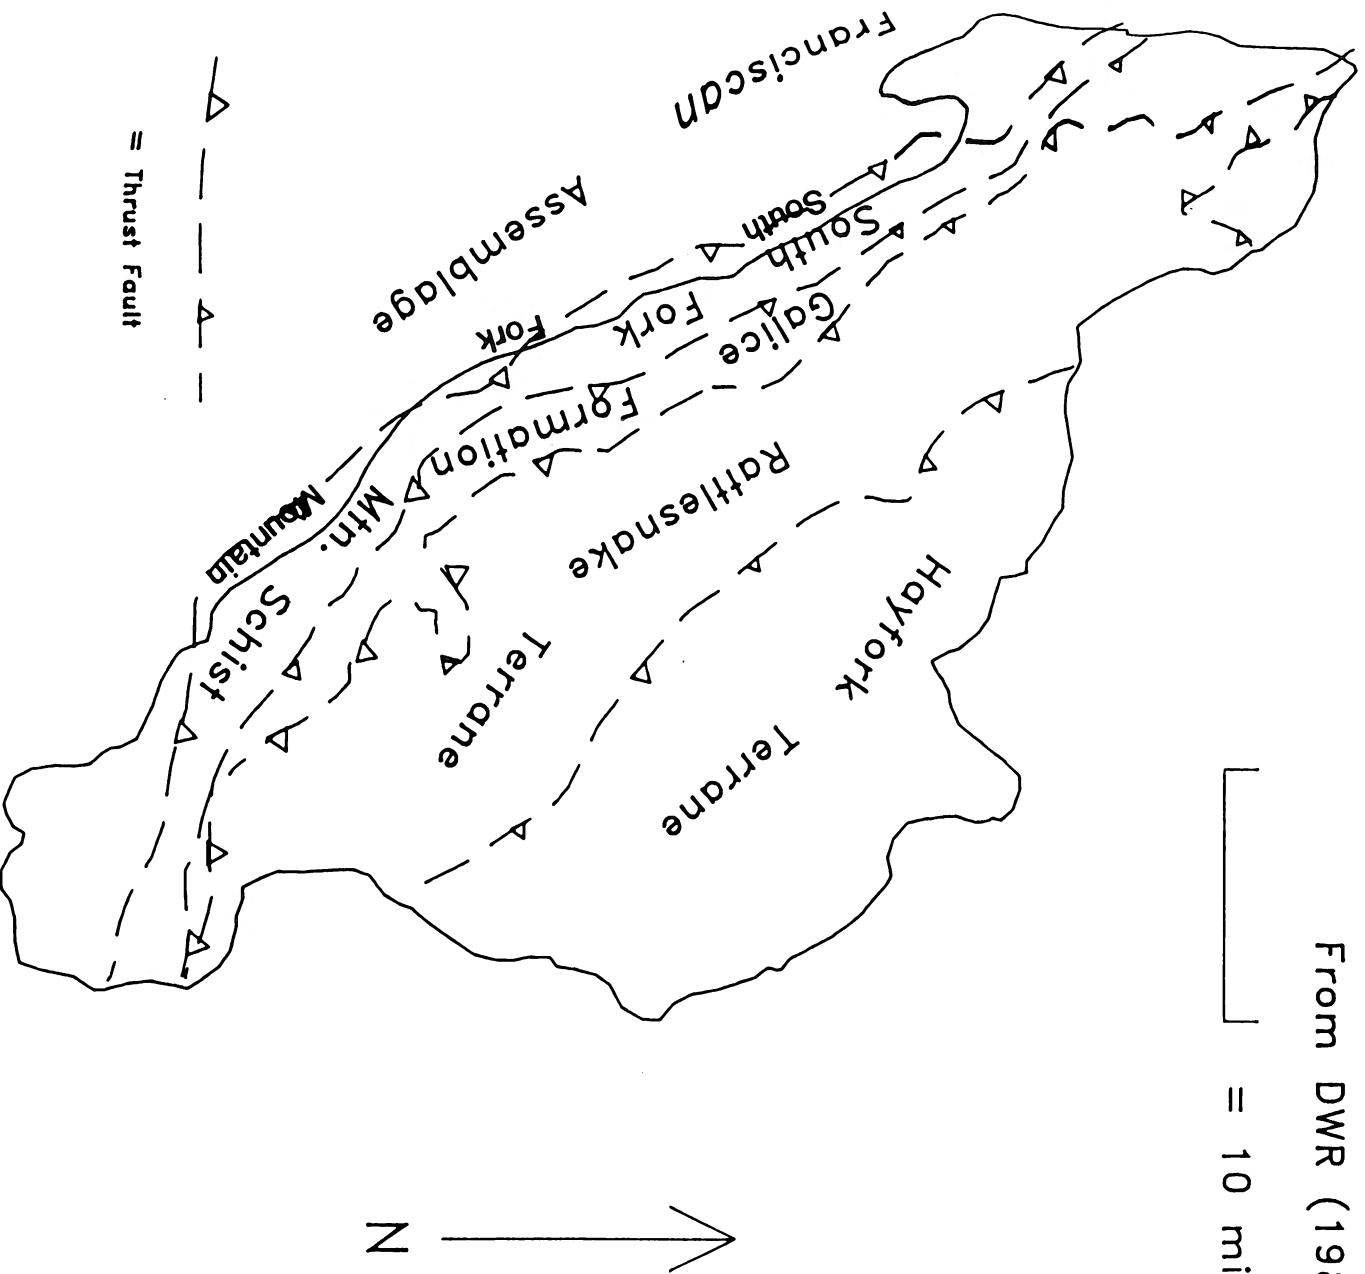 Franciscan
Assemblage
South
Fork
Mountain
South
Fork
Mtn.
Schist
Galice
Formation
Rattlesnake
Terrane
Hayfork
Terrane
= Thrust Fault
From DWR (198
= 10 mi
N